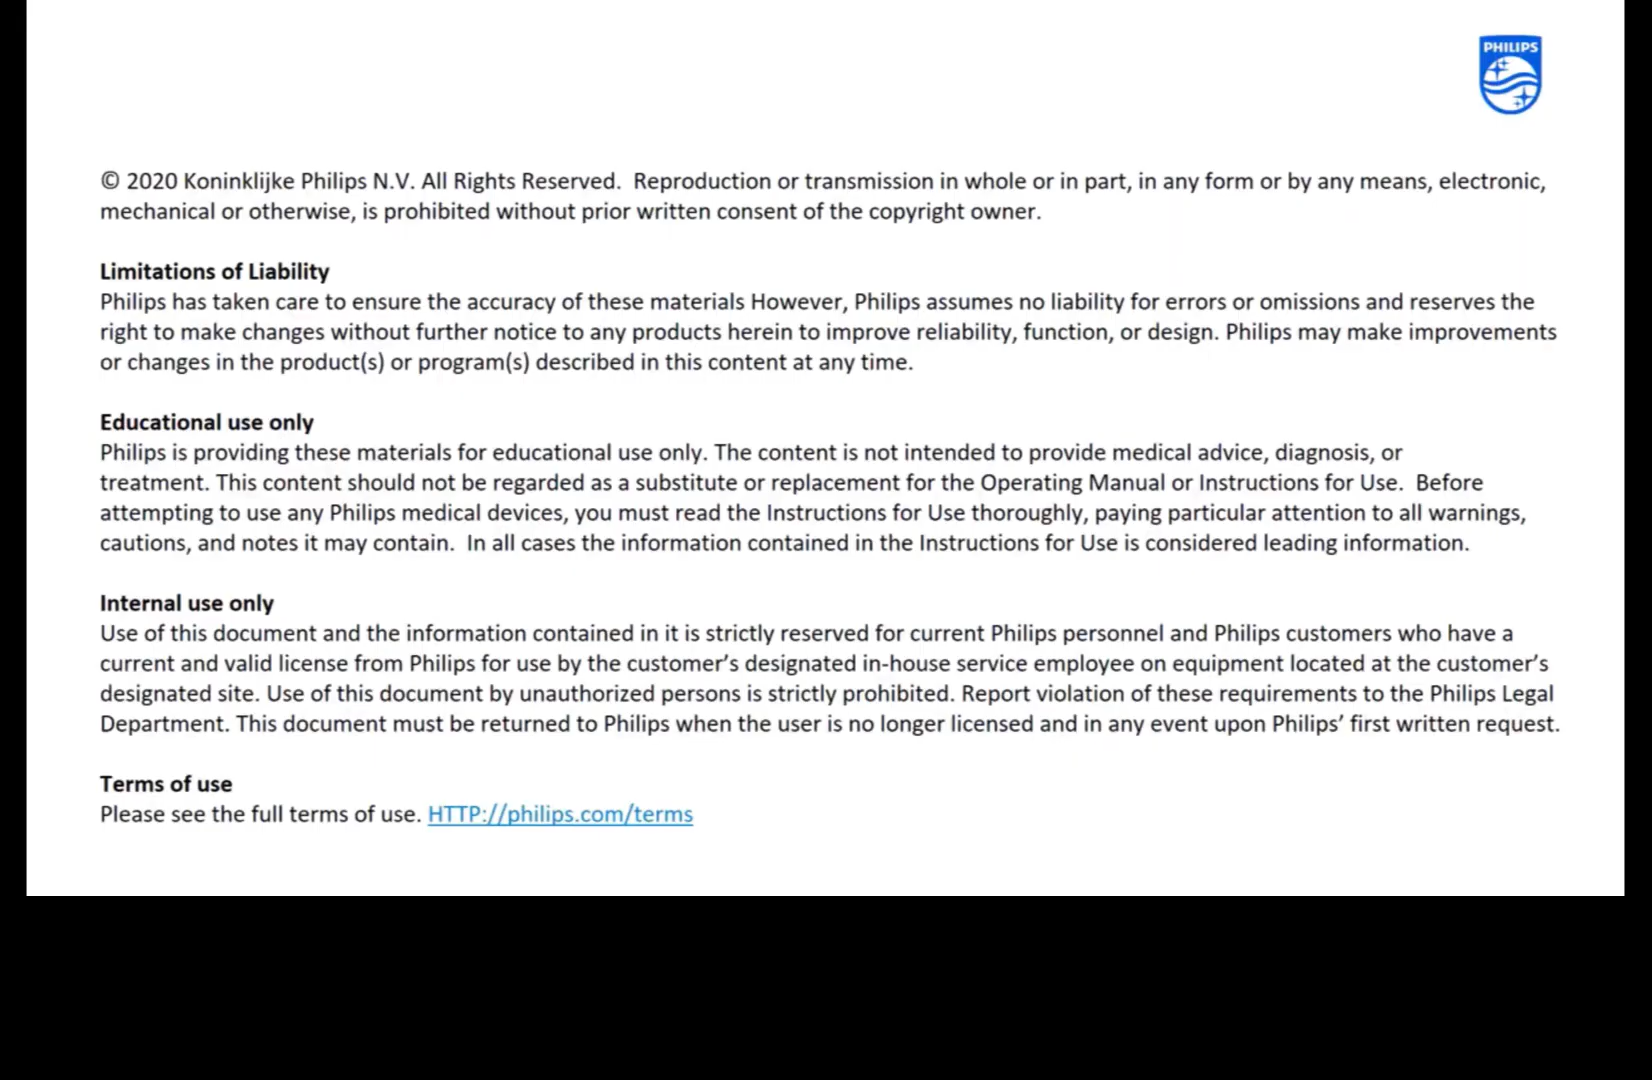 PHILIPS
© 2020 Koninklijke Philips N.V. All Rights Reserved.  Reproduction or transmission in whole or in part, in any form or by any means, electronic,
mechanical or otherwise, is prohibited without prior written consent of the copyright owner.
Limitations of Liability
Philips has taken care to ensure the accuracy of these materials However, Philips assumes no liability for errors or omissions and reserves the
right to make changes without further notice to any products herein to improve reliability, function, or design. Philips may make improvements
or changes in the product(s) or program(s) described in this content at any time.
Educational use only
Philips is providing these materials for educational use only. The content is not intended to provide medical advice, diagnosis, or
treatment. This content should not be regarded as a substitute or replacement for the Operating Manual or Instructions for Use.  Before
attempting to use any Philips medical devices, you must read the Instructions for Use thoroughly, paying particular attention to all warnings,
cautions, and notes it may contain.  In all cases the information contained in the Instructions for Use is considered leading information.
Internal use only
Use of this document and the information contained in it is strictly reserved for current Philips personnel and Philips customers who have a
current and valid license from Philips for use by the customer’s designated in-house service employee on equipment located at the customer’s
designated site. Use of this document by unauthorized persons is strictly prohibited. Report violation of these requirements to the Philips Legal
Department. This document must be returned to Philips when the user is no longer licensed and in any event upon Philips’ first written request.
Terms of use
Please see the full terms of use. HTTP://philips.com/terms